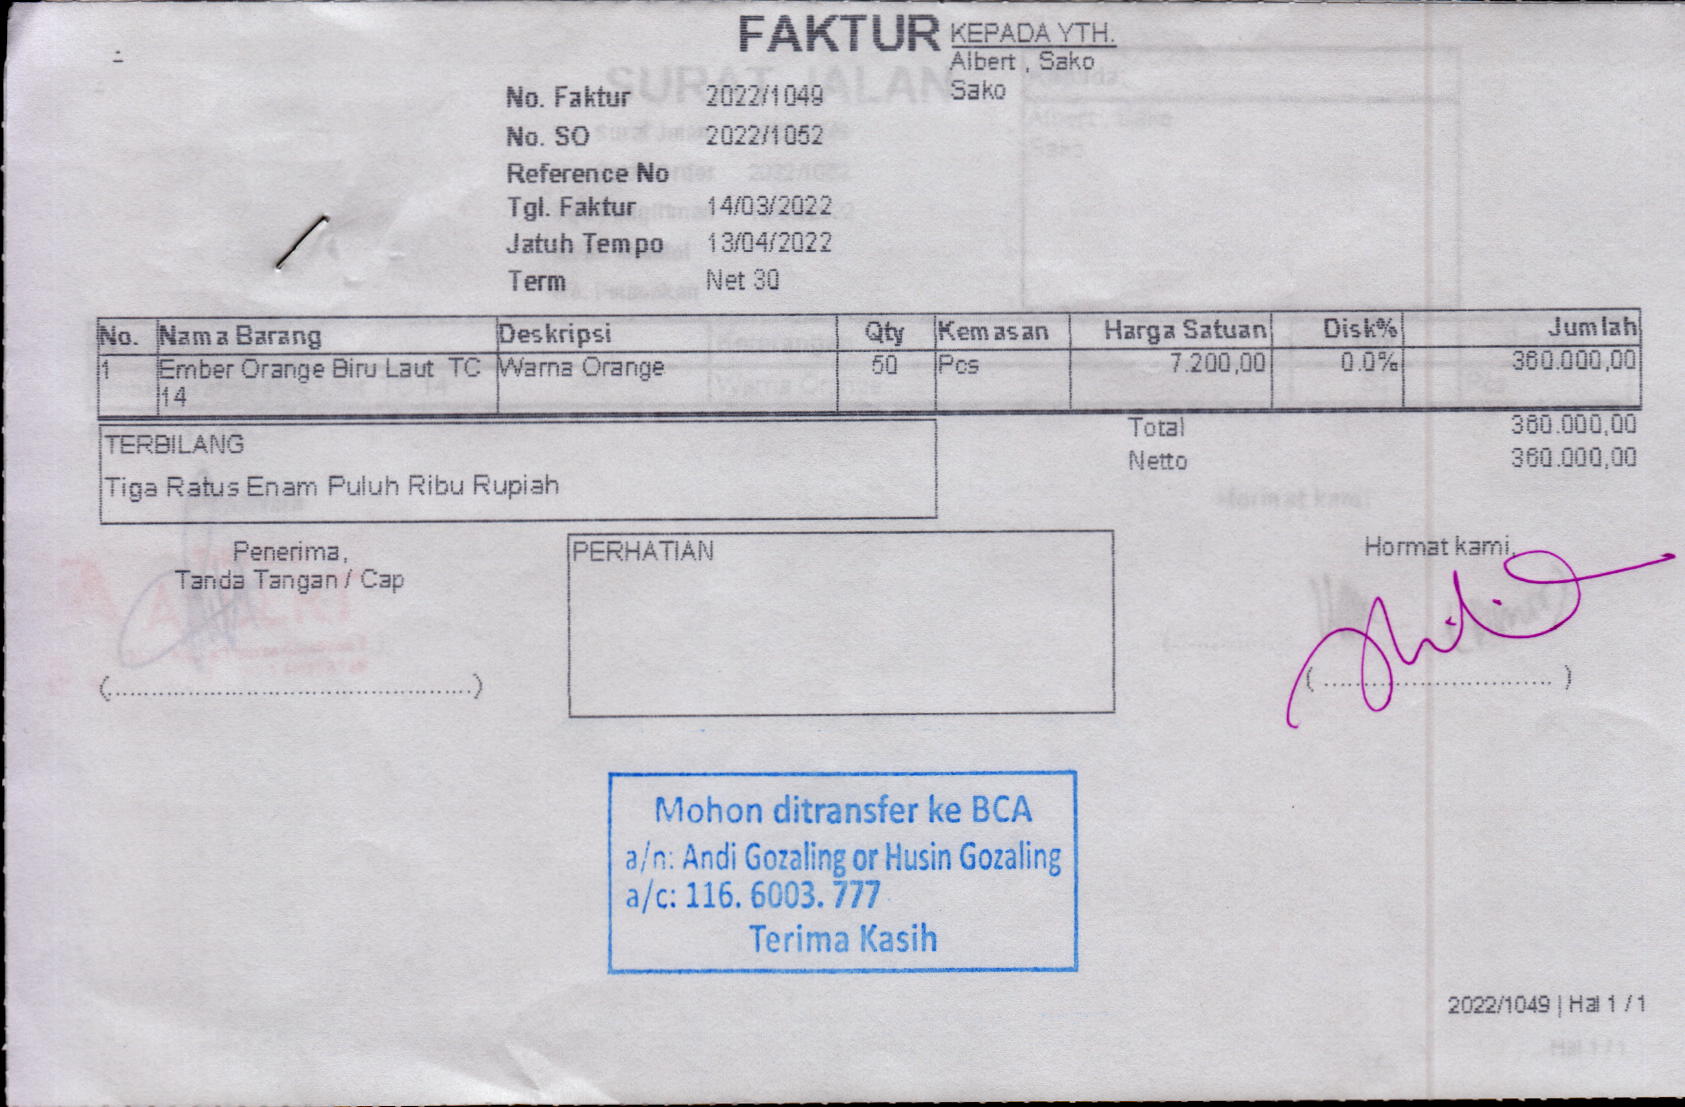 FAKTUR
KEPADA YTH.
Albert , Sako
Sako
No. Faktur 2022/1049
No. SO 2022/1052
Reference No
Tgl. Faktur 14/03/2022
Jatuh Tempo 13/04/2022
Term Net 30
No. Nama Barang Deskripsi Qty Kemasan Harga Satuan Disk% Jumlah
1 Ember Orange Biru Laut TC Warna Orange 50 Pcs 7.200,00 0.0% 360.000,00
14
Total 360.000,00
Netto 360.000,00
TERBILANG
Tiga Ratus Enam Puluh Ribu Rupiah
Penerima,
Tanda Tangan / Cap
(................................................)
PERHATIAN
Hormat kami,
( .............................. )
Mohon ditransfer ke BCA
a/n: Andi Gozaling or Husin Gozaling
a/c: 116. 6003. 777
Terima Kasih
2022/1049 | Hal 1 / 1